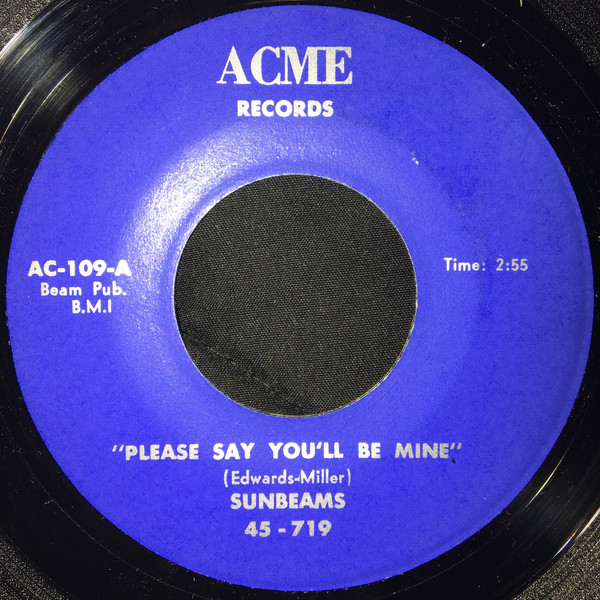 ACME
RECORDS
AC-109-A
Beam Pub.
B.M.I
Time: 2:55
"PLEASE SAY YOU'LL BE MINE"
(Edwards-Miller)
SUNBEAMS
45-719